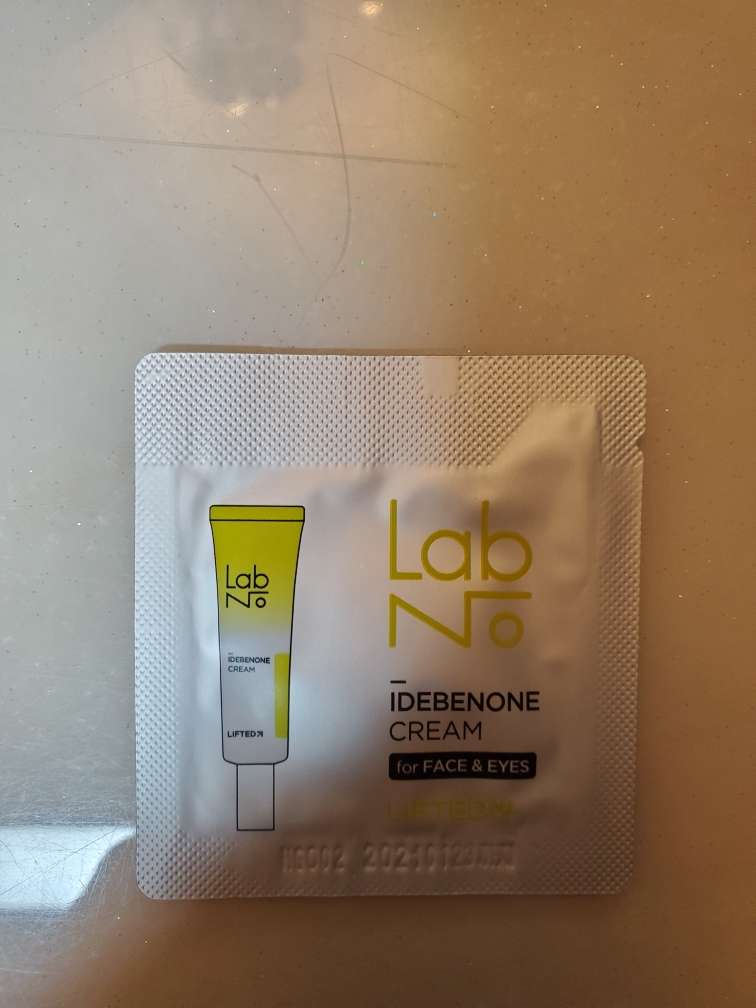 Lab
No
IDEBENONE
CREAM
LIFTED
Lab
No
IDEBENONE
CREAM
for FACE & EYES
LIFTED